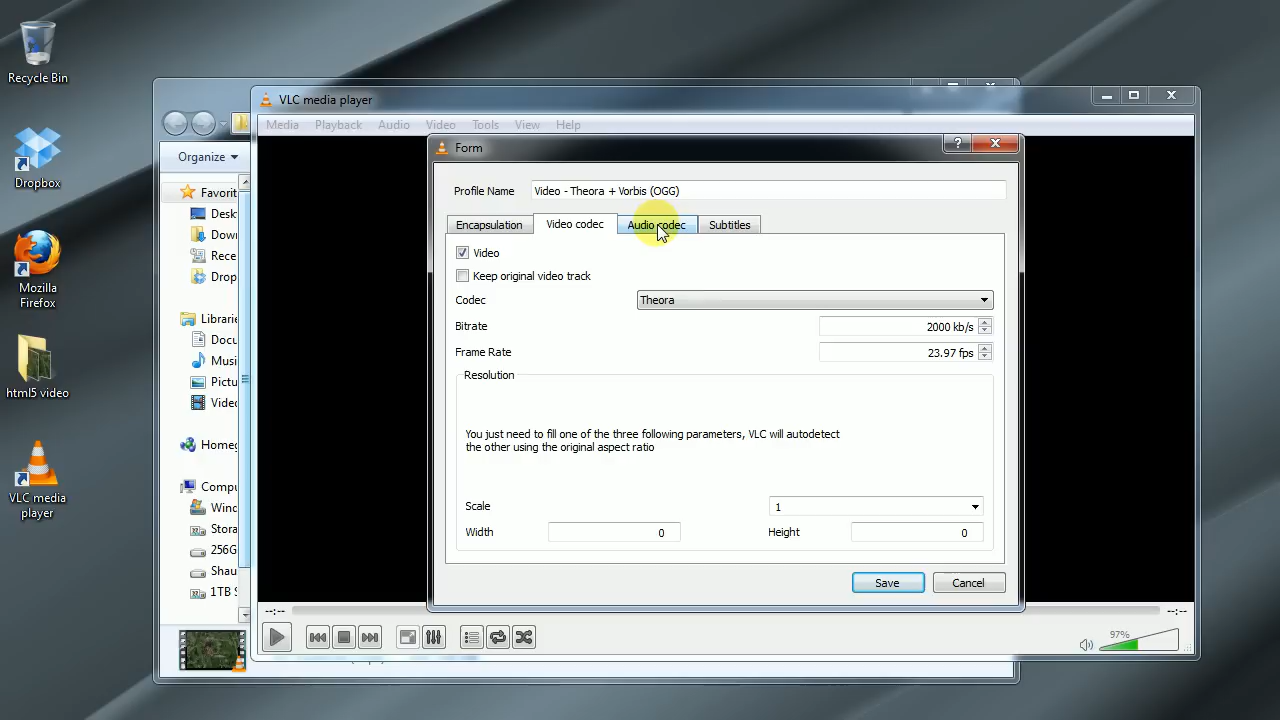 Recycle Bin
Dropbox
Mozilla
Firefox
html5 video
VLC media
player
Organize
Favorit
Desk
Down
Rece
Drop
Librarie
Docu
Music
Pictu
Video
Homeg
Compu
Wind
Stora
256G
Shau
1TB S
VLC media player
Media Playback Audio Video Tools View Help
Form
Profile Name Video - Theora + Vorbis (OGG)
Encapsulation Video codec Audio codec Subtitles
Video
Keep original video track
Codec Theora
Bitrate 2000 kb/s
Frame Rate 23.97 fps
Resolution
You just need to fill one of the three following parameters, VLC will autodetect
the other using the original aspect ratio
Scale 1
Width 0 Height 0
Save Cancel
--:-- --:--
97%